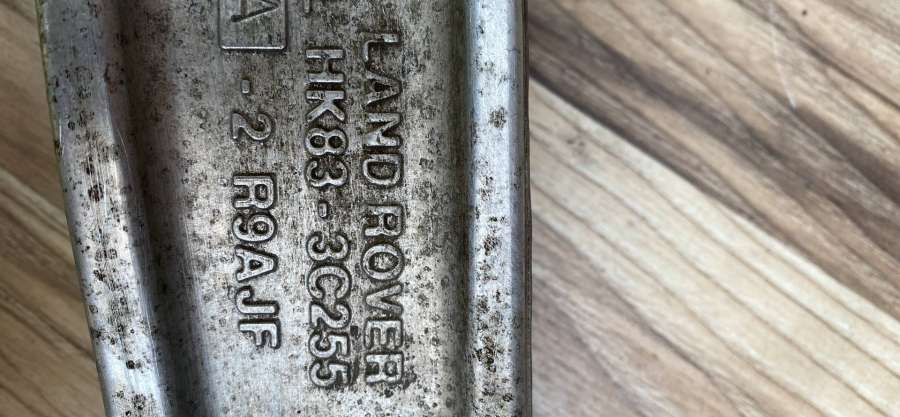 LAND ROVER
HK83-3C255
A -2 R9AJF